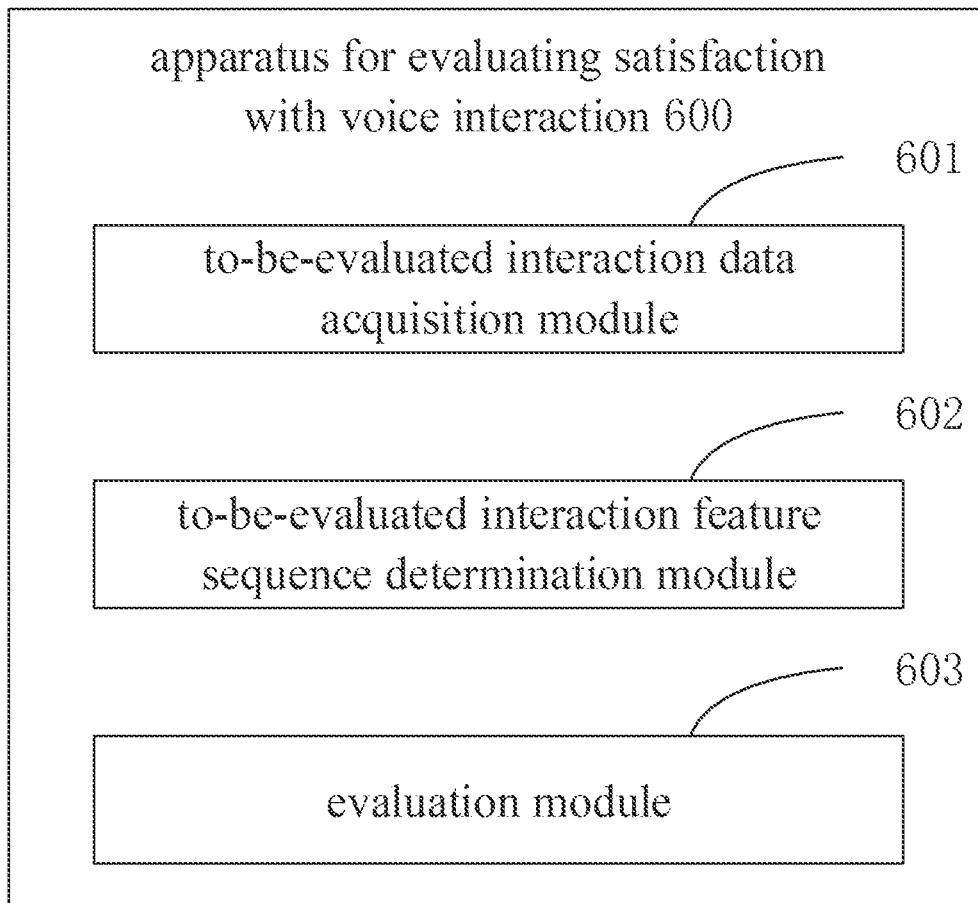 apparatus for evaluating satisfaction
with voice interaction 600
601
to-be-evaluated interaction data
acquisition module
602
to-be-evaluated interaction feature
sequence determination module
603
evaluation module